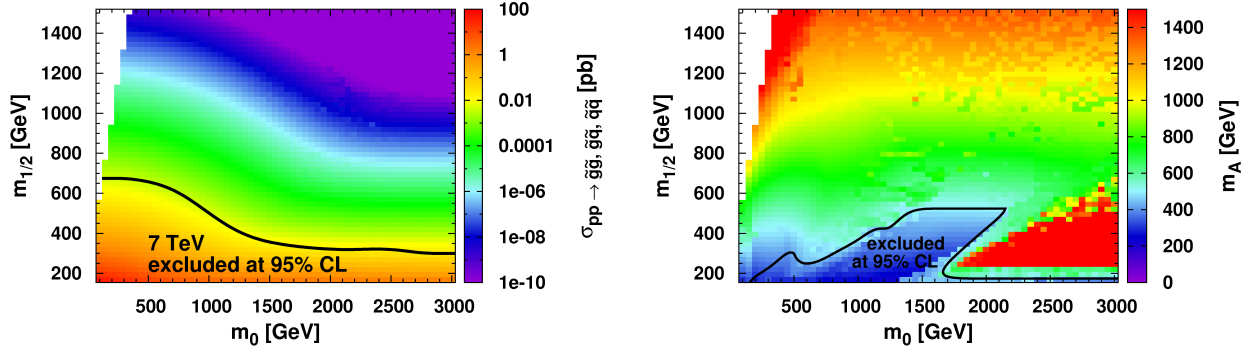 1400
1200
1000
800
600
400
200
m1/2 [GeV]
7 TeV
excluded at 95% CL
500 1000 1500 2000 2500 3000
m0 [GeV]
100
1
0.01
0.0001
1e-06
1e-08
1e-10
σpp → g̃g̃, g̃q̃, q̃q̃ [pb]
1400
1200
1000
800
600
400
200
m1/2 [GeV]
excluded
at 95% CL
500 1000 1500 2000 2500 3000
m0 [GeV]
1400
1200
1000
800
600
400
200
0
mA [GeV]